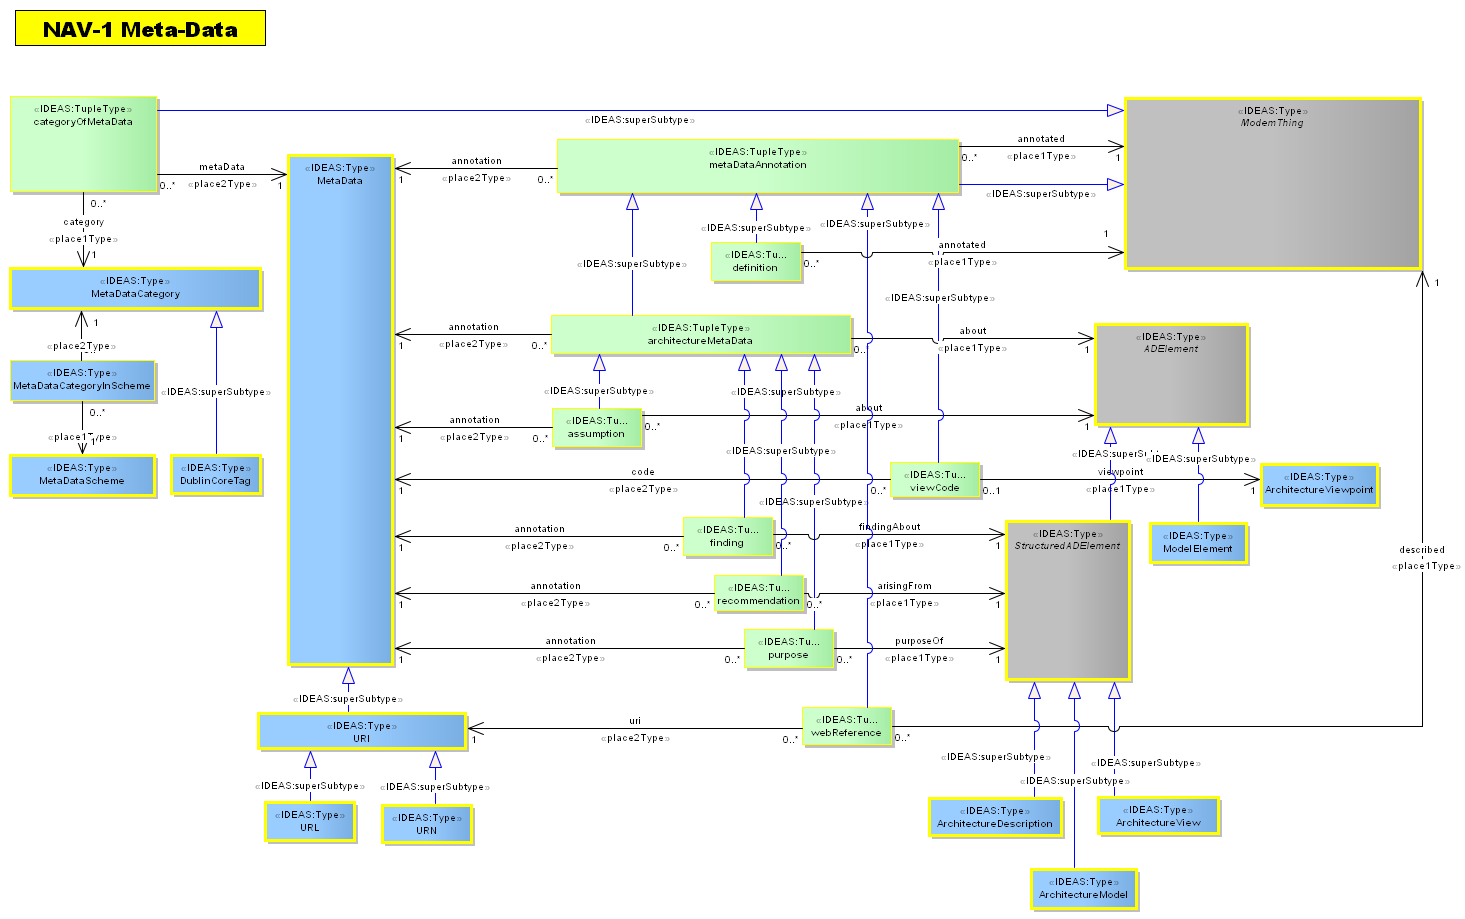 NAV-1 Meta-Data
«IDEAS:TupleType»
categoryOfMetaData
«IDEAS:superSubtype»
«IDEAS:Type»
ModemThing
metaData
0..*
«place2Type»
1
«IDEAS:Type»
MetaData
annotation
1
«place2Type»
0..*
«IDEAS:TupleType»
metaDataAnnotation
annotated
0..*
«place1Type»
1
«IDEAS:superSubtype»
0..*
category
«place1Type»
1
«IDEAS:superSubtype»
«IDEAS:superSubtype»
«IDEAS:Tu...
definition
0..*
annotated
«place1Type»
1
«IDEAS:superSubtype»
«IDEAS:Type»
MetaDataCategory
1
«place2Type»
«IDEAS:superSubtype»
annotation
1
«place2Type»
0..*
«IDEAS:TupleType»
architectureMetaData
0..*
about
«place1Type»
1
«IDEAS:Type»
ADElement
1
«IDEAS:Type»
MetaDataCategoryInScheme
«IDEAS:superSubtype»
0..*
«place1Type»
1
«IDEAS:superSubtype»
«IDEAS:superSubtype»
annotation
1
«place2Type»
0..*
«IDEAS:Tu...
assumption
0..*
about
«place1Type»
1
«IDEAS:Type»
MetaDataScheme
«IDEAS:Type»
DublinCoreTag
«IDEAS:superSubtype»
«IDEAS:superSubtype»
code
1
«place2Type»
0..*
«IDEAS:Tu...
viewCode
0..1
viewpoint
«place1Type»
1
«IDEAS:Type»
ArchitectureViewpoint
«IDEAS:superSubtype»
annotation
1
«place2Type»
0..*
«IDEAS:Tu...
finding
0..*
findingAbout
«place1Type»
1
«IDEAS:Type»
StructuredADElement
«IDEAS:Type»
ModelElement
described
«place1Type»
annotation
1
«place2Type»
0..*
«IDEAS:Tu...
recommendation
0..*
arisingFrom
«place1Type»
1
annotation
1
«place2Type»
0..*
«IDEAS:Tu...
purpose
0..*
purposeOf
«place1Type»
1
«IDEAS:superSubtype»
«IDEAS:Type»
URI
uri
1
«place2Type»
0..*
«IDEAS:Tu...
webReference
0..*
«IDEAS:superSubtype»
«IDEAS:superSubtype»
«IDEAS:superSubtype»
«IDEAS:superSubtype»
«IDEAS:superSubtype»
«IDEAS:Type»
URL
«IDEAS:Type»
URN
«IDEAS:Type»
ArchitectureDescription
«IDEAS:Type»
ArchitectureView
«IDEAS:Type»
ArchitectureModel